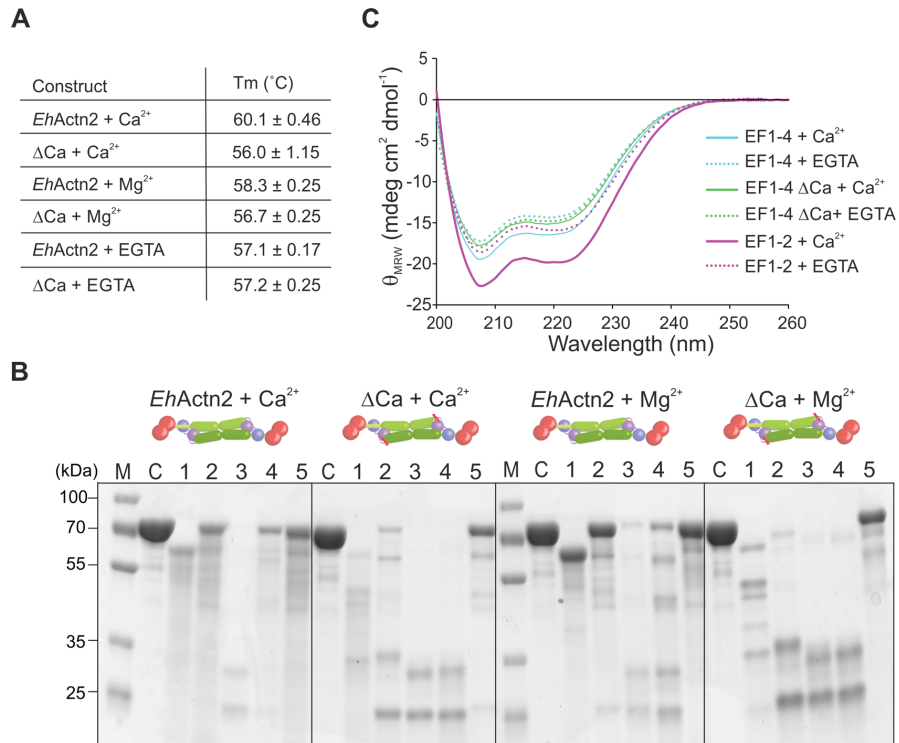 A
Construct Tm (˚C)
EhActn2 + Ca²⁺ 60.1 ± 0.46
ΔCa + Ca²⁺ 56.0 ± 1.15
EhActn2 + Mg²⁺ 58.3 ± 0.25
ΔCa + Mg²⁺ 56.7 ± 0.25
EhActn2 + EGTA 57.1 ± 0.17
ΔCa + EGTA 57.2 ± 0.25
C
θMRW (mdeg cm² dmol⁻¹)
5
0
-5
-10
-15
-20
-25
200 210 220 230 240 250 260
Wavelength (nm)
EF1-4 + Ca²⁺
EF1-4 + EGTA
EF1-4 ΔCa + Ca²⁺
EF1-4 ΔCa+ EGTA
EF1-2 + Ca²⁺
EF1-2 + EGTA
B
EhActn2 + Ca²⁺ ΔCa + Ca²⁺ EhActn2 + Mg²⁺ ΔCa + Mg²⁺
(kDa) M C 1 2 3 4 5 C 1 2 3 4 5 M C 1 2 3 4 5 C 1 2 3 4 5
100
70
55
35
25